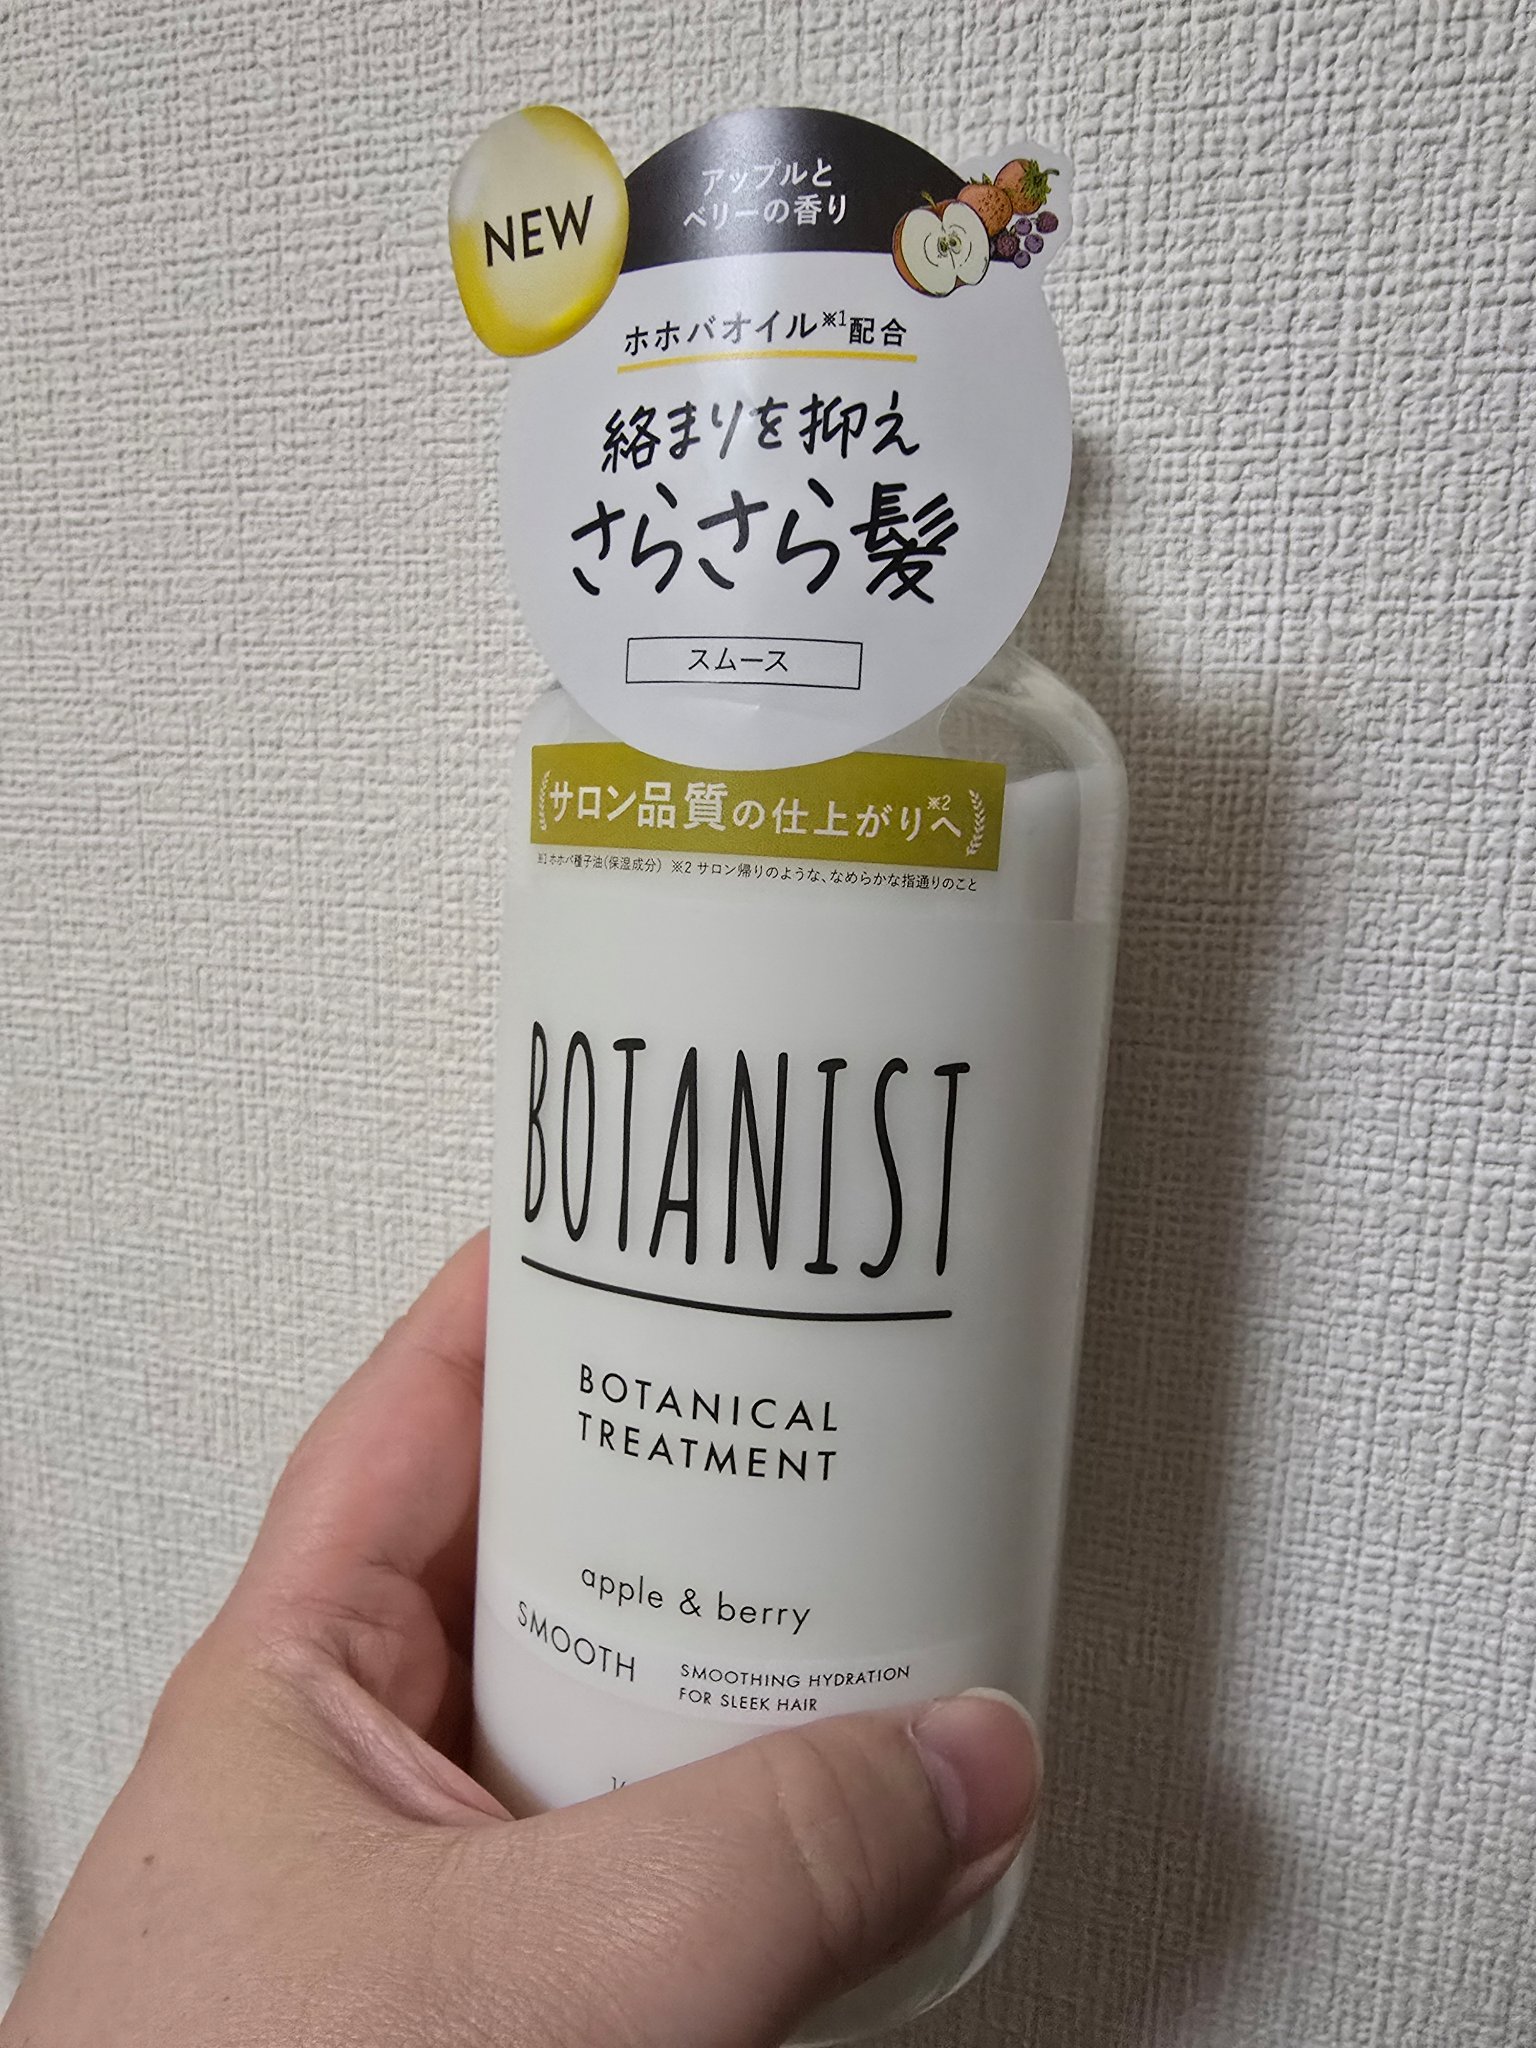 NEW
アップルと
ベリーの香り
ホホバオイル※1配合
絡まりを抑え
さらさら髪
スムース
サロン品質の仕上がりへ※2
※1 ホホバ種子油(保湿成分) ※2 サロン帰りのような、なめらかな指通りのこと
BOTANIST
BOTANICAL
TREATMENT
apple & berry
SMOOTH
SMOOTHING HYDRATION
FOR SLEEK HAIR